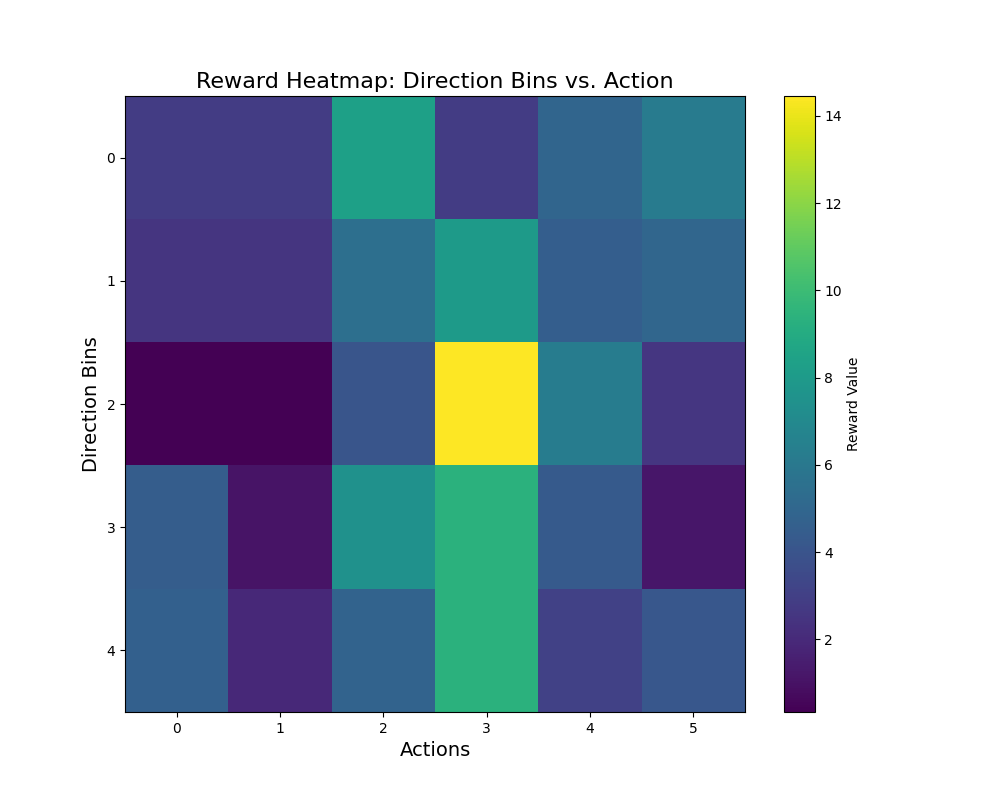 Reward Heatmap: Direction Bins vs. Action
Direction Bins
0
1
2
3
4
0 1 2 3 4 5
Actions
14
12
10
8
6
4
2
Reward Value